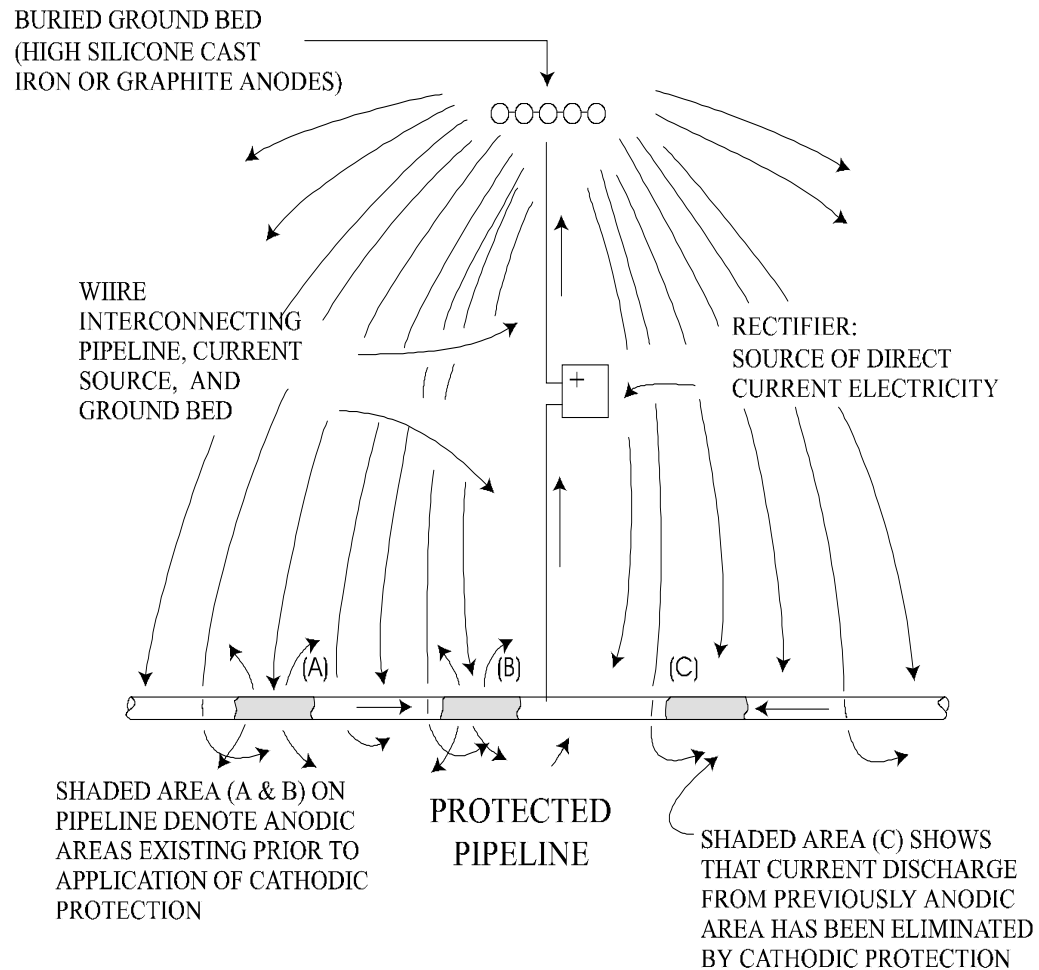 BURIED GROUND BED
(HIGH SILICONE CAST
IRON OR GRAPHITE ANODES)
WIIRE
INTERCONNECTING
PIPELINE, CURRENT
SOURCE, AND
GROUND BED
RECTIFIER:
SOURCE OF DIRECT
CURRENT ELECTRICITY
+
(A)
(B)
(C)
SHADED AREA (A & B) ON
PIPELINE DENOTE ANODIC
AREAS EXISTING PRIOR TO
APPLICATION OF CATHODIC
PROTECTION
PROTECTED
PIPELINE
SHADED AREA (C) SHOWS
THAT CURRENT DISCHARGE
FROM PREVIOUSLY ANODIC
AREA HAS BEEN ELIMINATED
BY CATHODIC PROTECTION